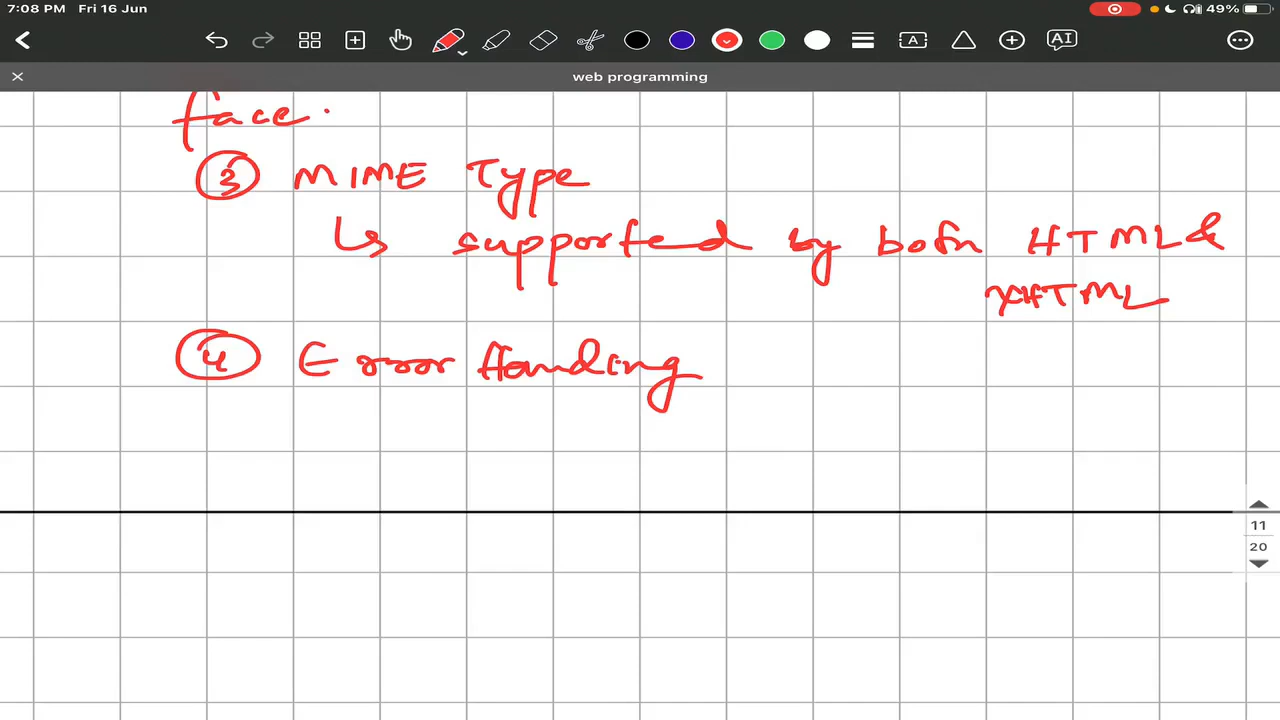 7:08 PM Fri 16 Jun
49%
A
AI
web programming
face.
3 MIME Type
↳ supported by both HTML &
XHTML
4 Error Handling
11
20